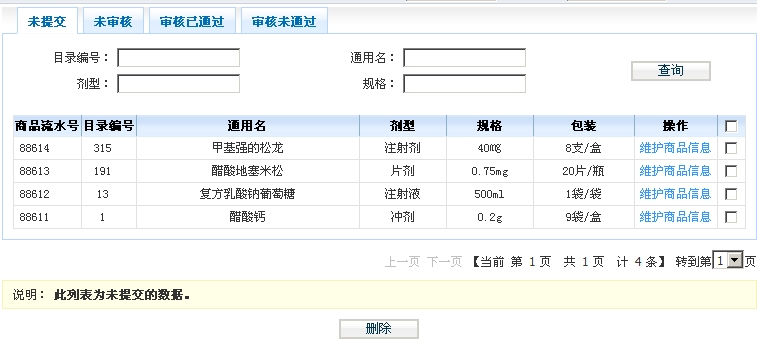 未提交 未审核 审核已通过 审核未通过
目录编号： 通用名：
剂型： 规格： 查询
商品流水号 目录编号 通用名 剂型 规格 包装 操作
88614 315 甲基强的松龙 注射剂 40mg 8支/盒 维护商品信息
88613 191 醋酸地塞米松 片剂 0.75mg 20片/瓶 维护商品信息
88612 13 复方乳酸钠葡萄糖 注射液 500ml 1袋/袋 维护商品信息
88611 1 醋酸钙 冲剂 0.2g 9袋/盒 维护商品信息
上一页 下一页 【当前 第 1 页 共 1 页 计 4 条】 转到第 1 页
说明： 此列表为未提交的数据。
删除